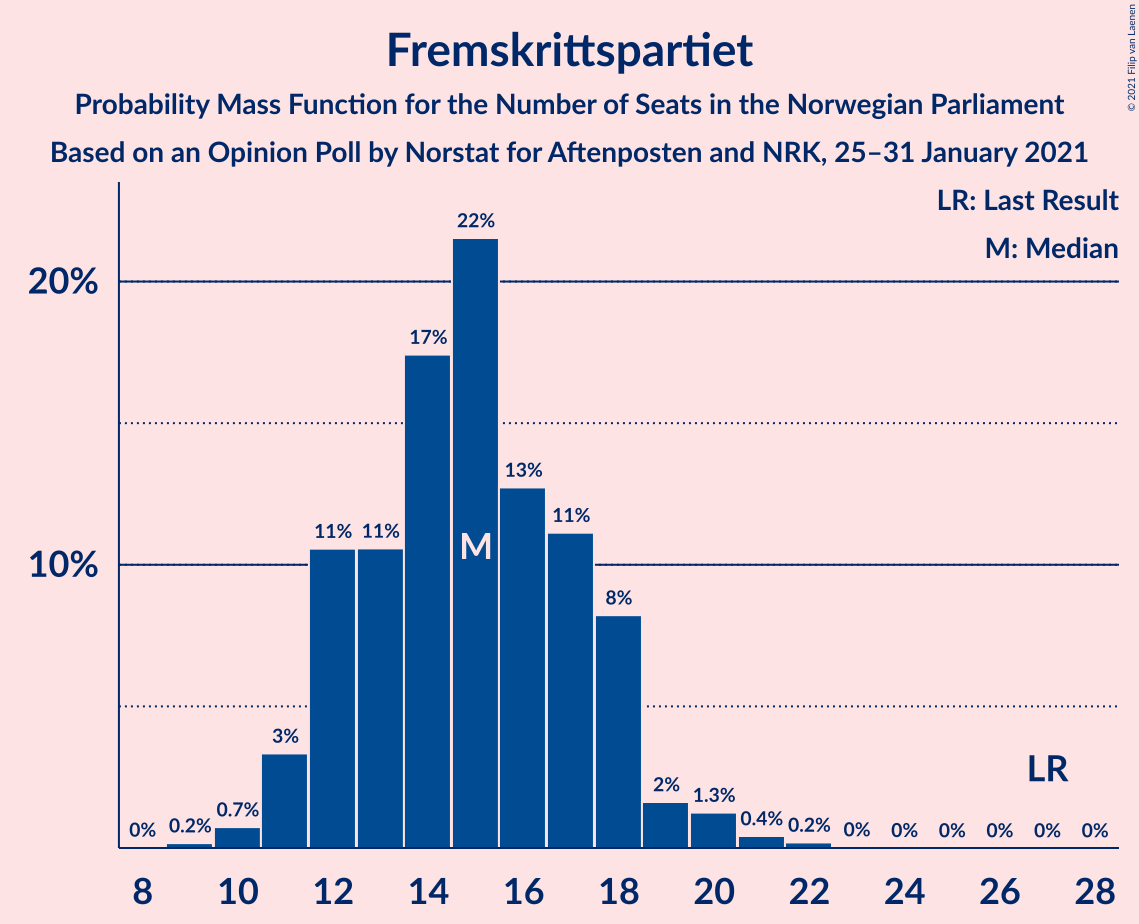 Fremskrittspartiet
Probability Mass Function for the Number of Seats in the Norwegian Parliament
Based on an Opinion Poll by Norstat for Aftenposten and NRK, 25–31 January 2021
© 2021 Filip van Laenen
LR: Last Result
M: Median
20%
10%
0%
0.2%
0.7%
3%
11%
11%
17%
22%
13%
11%
8%
2%
1.3%
0.4%
0.2%
0%
0%
0%
0%
0%
0%
M
LR
8 10 12 14 16 18 20 22 24 26 28